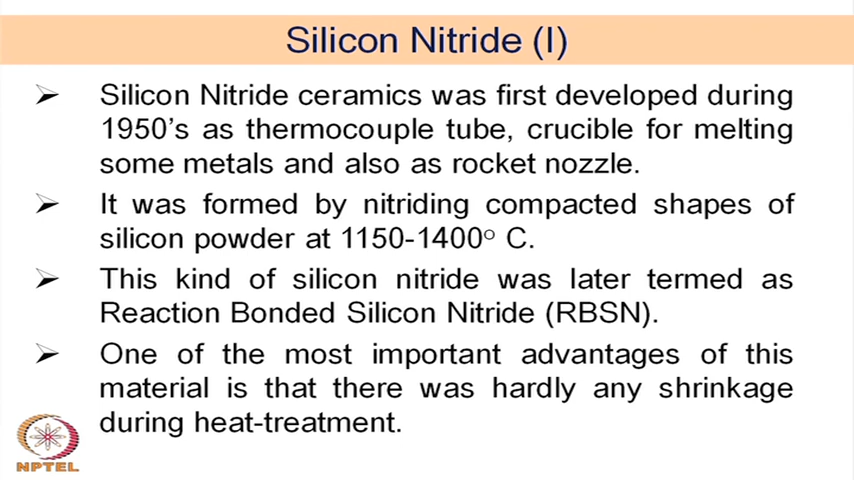 Silicon Nitride (I)
Silicon Nitride ceramics was first developed during
1950's as thermocouple tube, crucible for melting
some metals and also as rocket nozzle.
It was formed by nitriding compacted shapes of
silicon powder at 1150-1400° C.
This kind of silicon nitride was later termed as
Reaction Bonded Silicon Nitride (RBSN).
One of the most important advantages of this
material is that there was hardly any shrinkage
during heat-treatment.
NPTEL